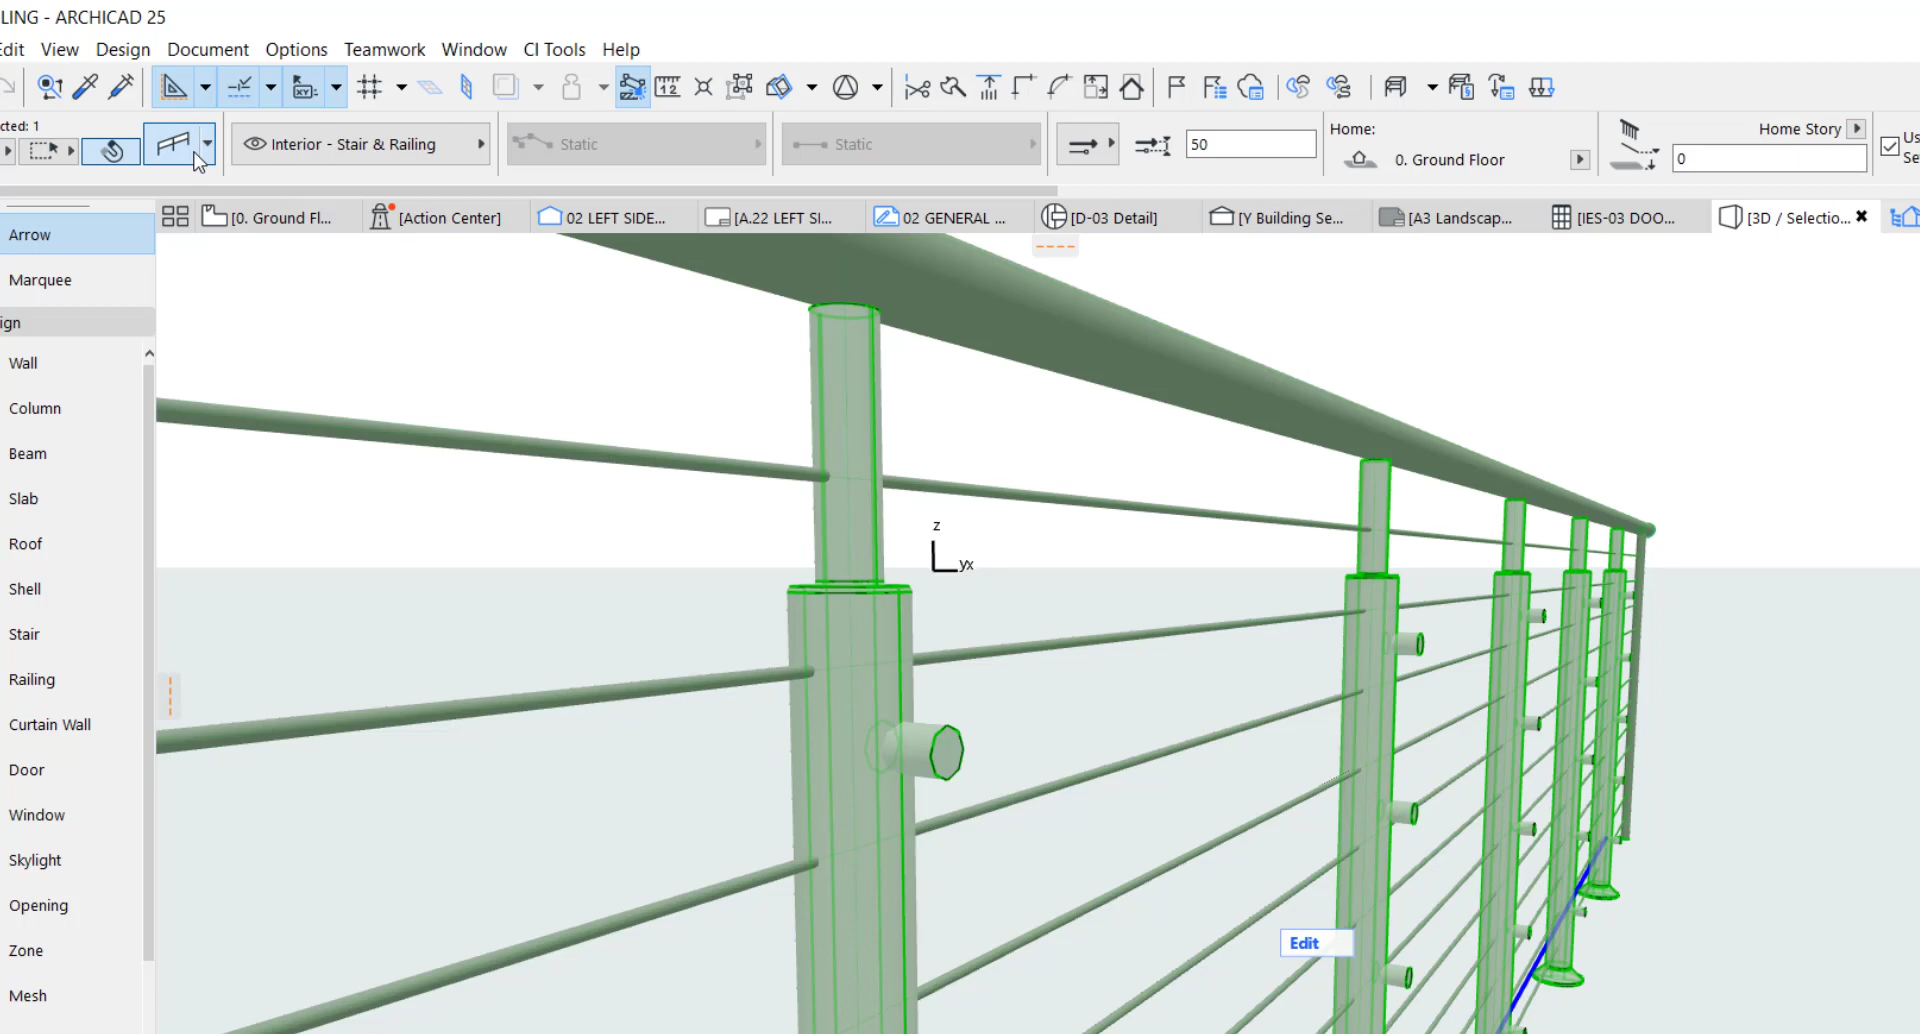 LING - ARCHICAD 25
Edit View Design Document Options Teamwork Window CI Tools Help
XY: 12
cted: 1
Interior - Stair & Railing
Static
Static
50
Home:
0. Ground Floor
Home Story
0
Us
Se
[0. Ground Fl...
[Action Center]
02 LEFT SIDE...
[A.22 LEFT SI...
02 GENERAL ...
[D-03 Detail]
[Y Building Se...
[A3 Landscap...
[IES-03 DOO...
[3D / Selectio...
Arrow
Marquee
ign
Wall
Column
Beam
Slab
Roof
Shell
Stair
Railing
Curtain Wall
Door
Window
Skylight
Opening
Zone
Mesh
z
yx
Edit